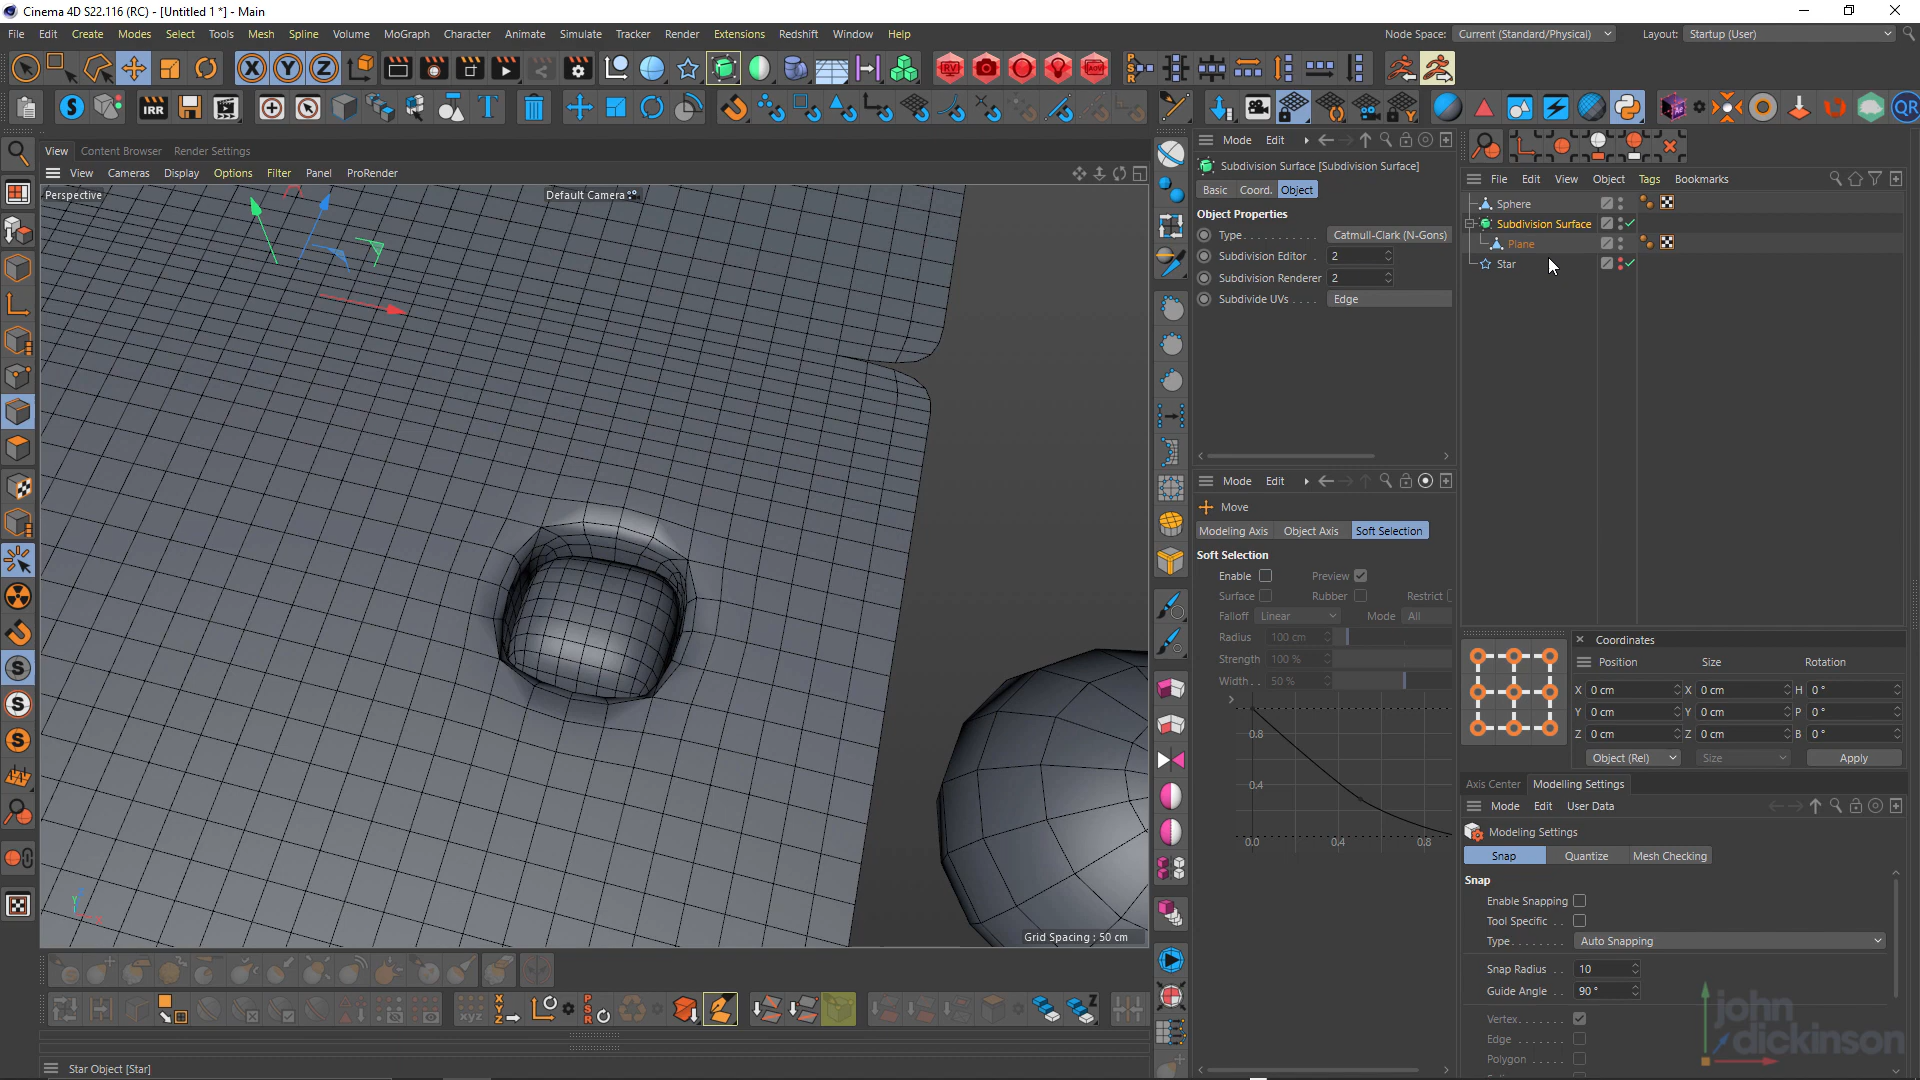 Cinema 4D S22.116 (RC) - [Untitled 1 *] - Main
File Edit Create Modes Select Tools Mesh Spline Volume MoGraph Character Animate Simulate Tracker Render Extensions Redshift Window Help
Node Space: Current (Standard/Physical) Layout: Startup (User)
RV AOV PSR
IRR T QR
View Content Browser Render Settings
View Cameras Display Options Filter Panel ProRender
Perspective
Default Camera
Grid Spacing : 50 cm
Y
X
Star Object [Star]
Mode Edit
Subdivision Surface [Subdivision Surface]
Basic Coord. Object
Object Properties
Type. . . . . . . . . . . Catmull-Clark (N-Gons)
Subdivision Editor . 2
Subdivision Renderer 2
Subdivide UVs . . . . Edge
Mode Edit
Move
Modeling Axis Object Axis Soft Selection
Soft Selection
Enable Preview
Surface Rubber Restrict
Falloff Linear Mode All
Radius 100 cm
Strength 100 %
Width. . 50 %
0.8
0.4
0.0 0.4 0.8
File Edit View Object Tags Bookmarks
Sphere
Subdivision Surface
Plane
Star
Coordinates
Position Size Rotation
X 0 cm X 0 cm H 0 °
Y 0 cm Y 0 cm P 0 °
Z 0 cm Z 0 cm B 0 °
Object (Rel) Size Apply
Axis Center Modelling Settings
Mode Edit User Data
Modeling Settings
Snap Quantize Mesh Checking
Snap
Enable Snapping
Tool Specific . .
Type. . . . . . . Auto Snapping
Snap Radius . . 10
Guide Angle . . 90 °
Vertex. . . . . . .
Edge . . . . . . .
Polygon . . . . .
john
dickinson